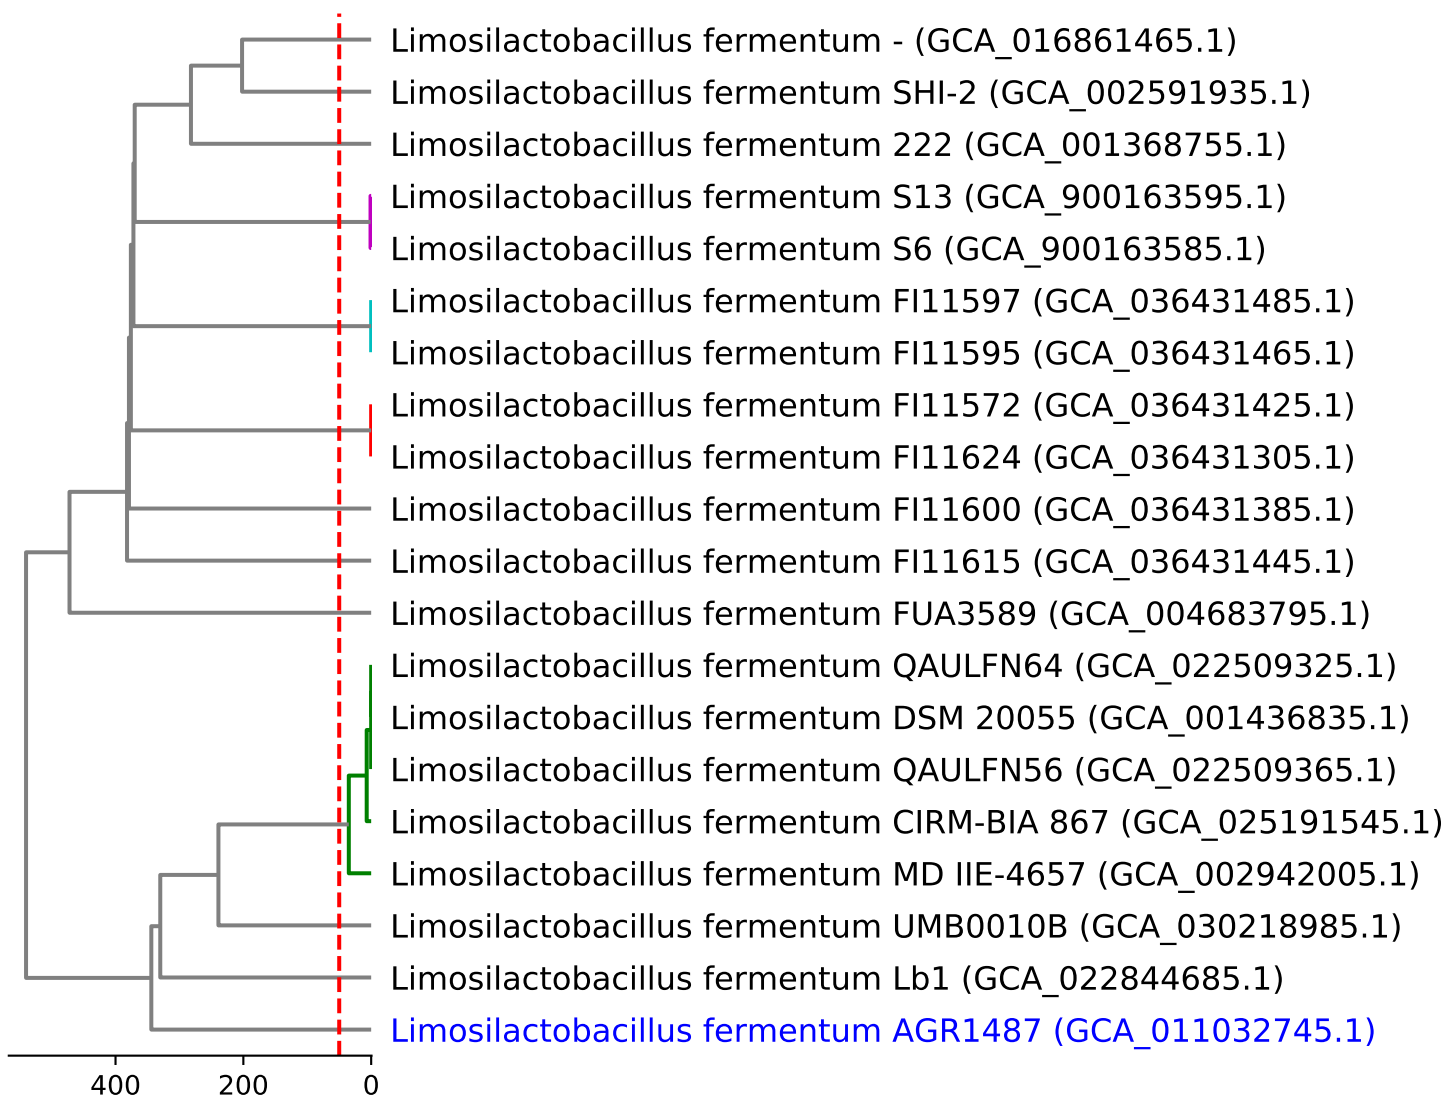 Limosilactobacillus fermentum - (GCA_016861465.1)
Limosilactobacillus fermentum SHI-2 (GCA_002591935.1)
Limosilactobacillus fermentum 222 (GCA_001368755.1)
Limosilactobacillus fermentum S13 (GCA_900163595.1)
Limosilactobacillus fermentum S6 (GCA_900163585.1)
Limosilactobacillus fermentum FI11597 (GCA_036431485.1)
Limosilactobacillus fermentum FI11595 (GCA_036431465.1)
Limosilactobacillus fermentum FI11572 (GCA_036431425.1)
Limosilactobacillus fermentum FI11624 (GCA_036431305.1)
Limosilactobacillus fermentum FI11600 (GCA_036431385.1)
Limosilactobacillus fermentum FI11615 (GCA_036431445.1)
Limosilactobacillus fermentum FUA3589 (GCA_004683795.1)
Limosilactobacillus fermentum QAULFN64 (GCA_022509325.1)
Limosilactobacillus fermentum DSM 20055 (GCA_001436835.1)
Limosilactobacillus fermentum QAULFN56 (GCA_022509365.1)
Limosilactobacillus fermentum CIRM-BIA 867 (GCA_025191545.1)
Limosilactobacillus fermentum MD IIE-4657 (GCA_002942005.1)
Limosilactobacillus fermentum UMB0010B (GCA_030218985.1)
Limosilactobacillus fermentum Lb1 (GCA_022844685.1)
Limosilactobacillus fermentum AGR1487 (GCA_011032745.1)
400 200 0